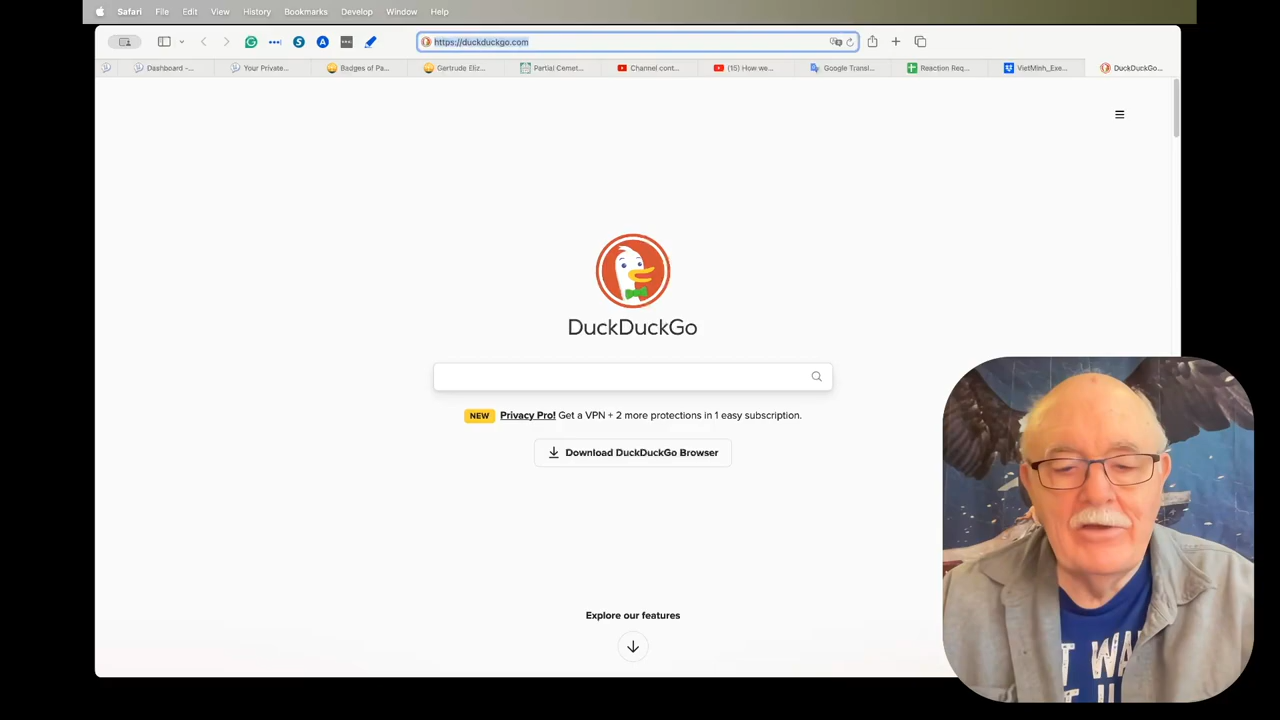 Safari File Edit View History Bookmarks Develop Window Help
https://duckduckgo.com
Dashboard -... Your Private... Badges of Pa... Gertrude Eliz... Partial Cemet... Channel cont... (15) How we... Google Transl... Reaction Req... VietMinh_Exe... DuckDuckGo...
DuckDuckGo
NEW Privacy Pro! Get a VPN + 2 more protections in 1 easy subscription.
Download DuckDuckGo Browser
Explore our features
T WA